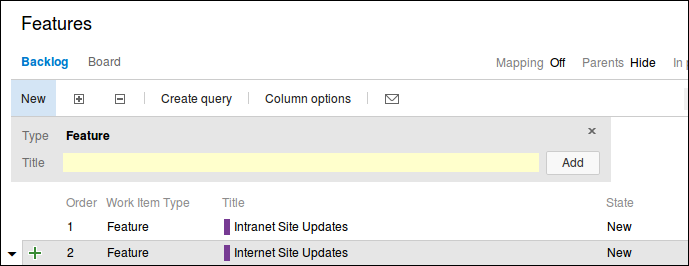 Features
Backlog Board Mapping Off Parents Hide In p
New Create query Column options
Type Feature
Title Add
Order Work Item Type Title State
1 Feature Intranet Site Updates New
2 Feature Internet Site Updates New